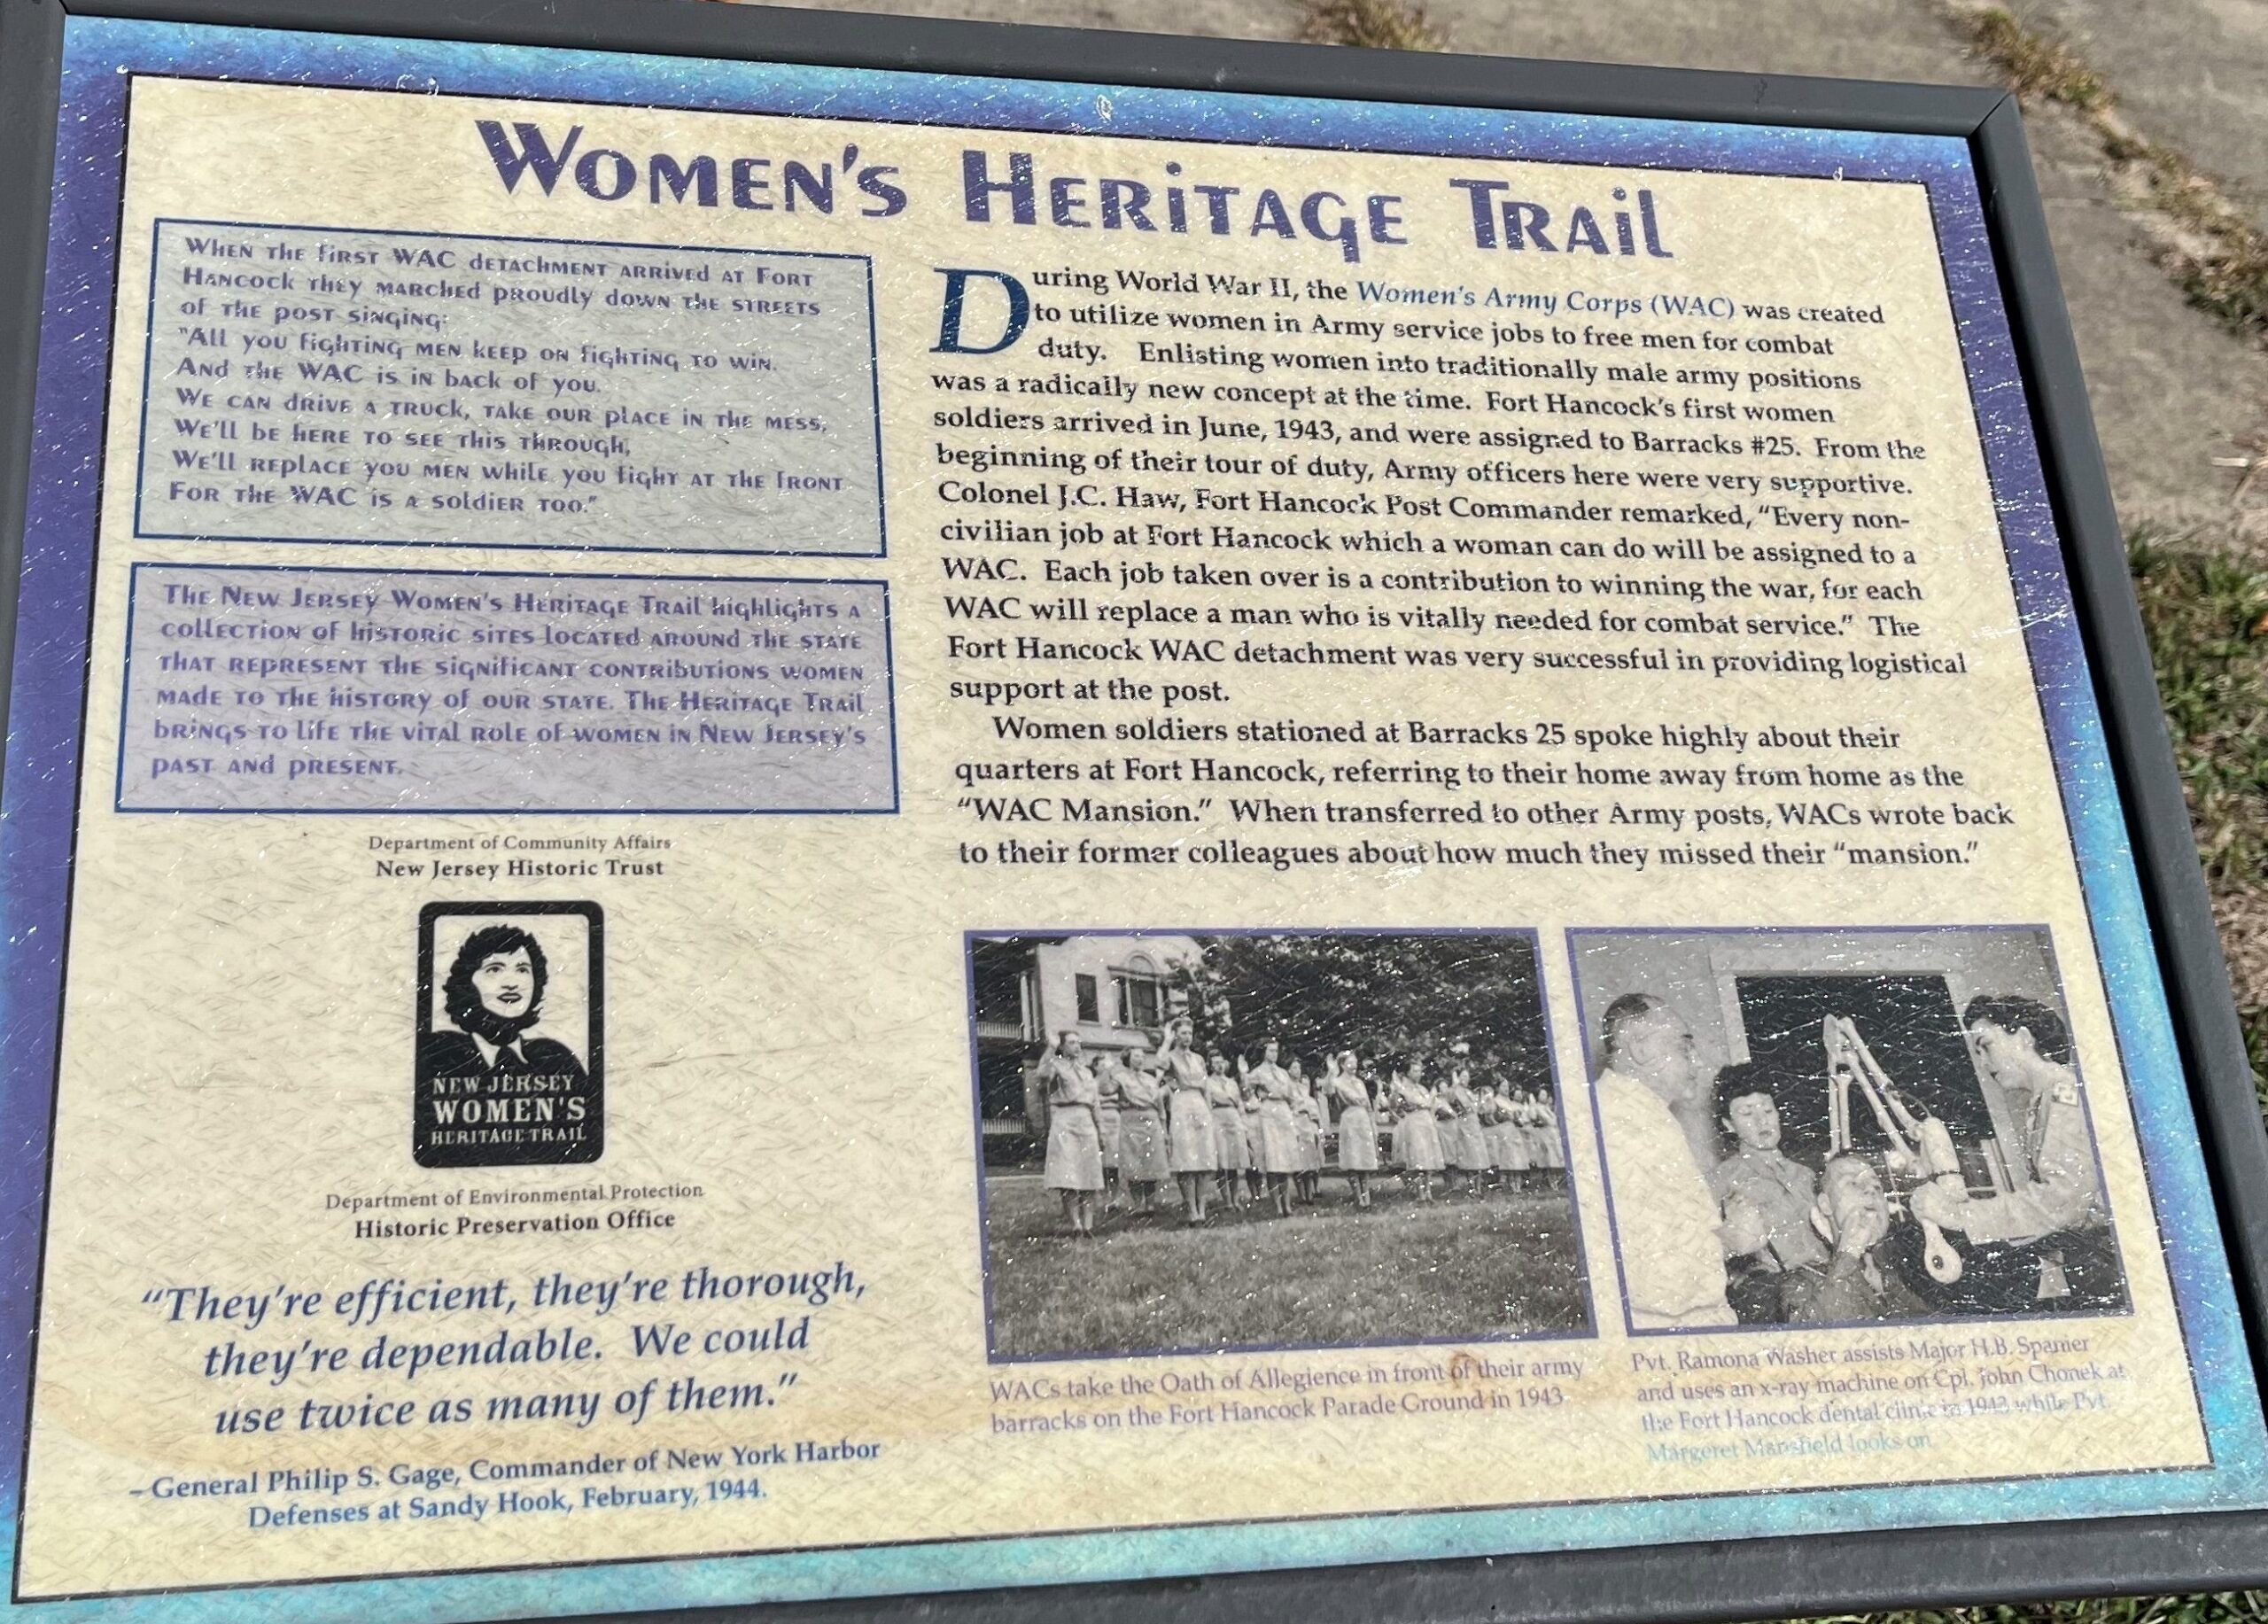 WOMEN'S HERITAGE TRAIL
WHEN THE FIRST WAC DETACHMENT ARRIVED AT FORT
HANCOCK THEY MARCHED PROUDLY DOWN THE STREETS
OF THE POST SINGING:
"ALL YOU FIGHTING MEN KEEP ON FIGHTING TO WIN.
AND THE WAC IS IN BACK OF YOU.
WE CAN DRIVE A TRUCK, TAKE OUR PLACE IN THE MESS,
WE'LL BE HERE TO SEE THIS THROUGH,
WE'LL REPLACE YOU MEN WHILE YOU FIGHT AT THE FRONT
FOR THE WAC IS A SOLDIER TOO."
THE NEW JERSEY WOMEN'S HERITAGE TRAIL HIGHLIGHTS A
COLLECTION OF HISTORIC SITES LOCATED AROUND THE STATE
THAT REPRESENT THE SIGNIFICANT CONTRIBUTIONS WOMEN
MADE TO THE HISTORY OF OUR STATE. THE HERITAGE TRAIL
BRINGS TO LIFE THE VITAL ROLE OF WOMEN IN NEW JERSEY'S
PAST AND PRESENT.
Department of Community Affairs
New Jersey Historic Trust
NEW JERSEY
WOMEN'S
HERITAGE TRAIL
Department of Environmental Protection
Historic Preservation Office
"They're efficient, they're thorough,
they're dependable. We could
use twice as many of them."
– General Philip S. Gage, Commander of New York Harbor
Defenses at Sandy Hook, February, 1944.
During World War II, the Women's Army Corps (WAC) was created
to utilize women in Army service jobs to free men for combat
duty. Enlisting women into traditionally male army positions
was a radically new concept at the time. Fort Hancock's first women
soldiers arrived in June, 1943, and were assigned to Barracks #25. From the
beginning of their tour of duty, Army officers here were very supportive.
Colonel J.C. Haw, Fort Hancock Post Commander remarked, "Every non-
civilian job at Fort Hancock which a woman can do will be assigned to a
WAC. Each job taken over is a contribution to winning the war, for each
WAC will replace a man who is vitally needed for combat service." The
Fort Hancock WAC detachment was very successful in providing logistical
support at the post.
Women soldiers stationed at Barracks 25 spoke highly about their
quarters at Fort Hancock, referring to their home away from home as the
"WAC Mansion." When transferred to other Army posts, WACs wrote back
to their former colleagues about how much they missed their "mansion."
WACs take the Oath of Allegience in front of their army
barracks on the Fort Hancock Parade Ground in 1943.
Pvt. Ramona Washer assists Major H.B. Spanier
and uses an x-ray machine on Cpl. John Chonek at
the Fort Hancock dental clinic in 1943 while Pvt.
Margeret Mansfield looks on.